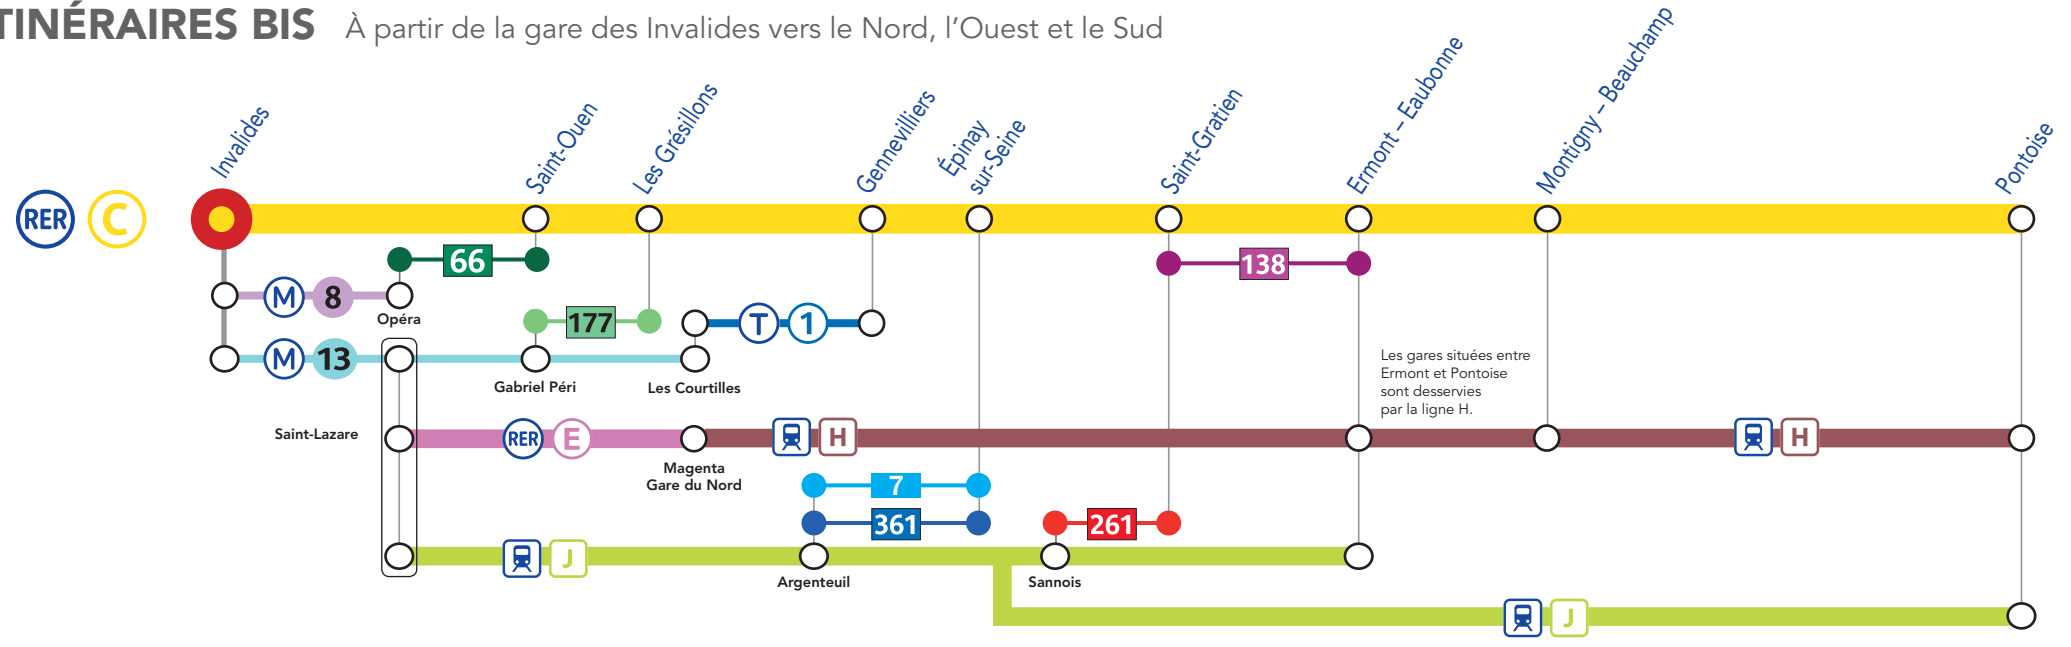 TINÉRAIRES BIS À partir de la gare des Invalides vers le Nord, l'Ouest et le Sud
Invalides
Saint-Ouen
Les Grésillons
Gennevilliers
Épinay
sur-Seine
Saint-Gratien
Ermont – Eaubonne
Montigny – Beauchamp
Pontoise
RER C
66
138
M 8
Opéra
177
T 1
M 13
Gabriel Péri
Les Courtilles
Les gares situées entre
Ermont et Pontoise
sont desservies
par la ligne H.
Saint-Lazare
RER E
H
H
Magenta
Gare du Nord
7
361
261
J
Argenteuil
Sannois
J